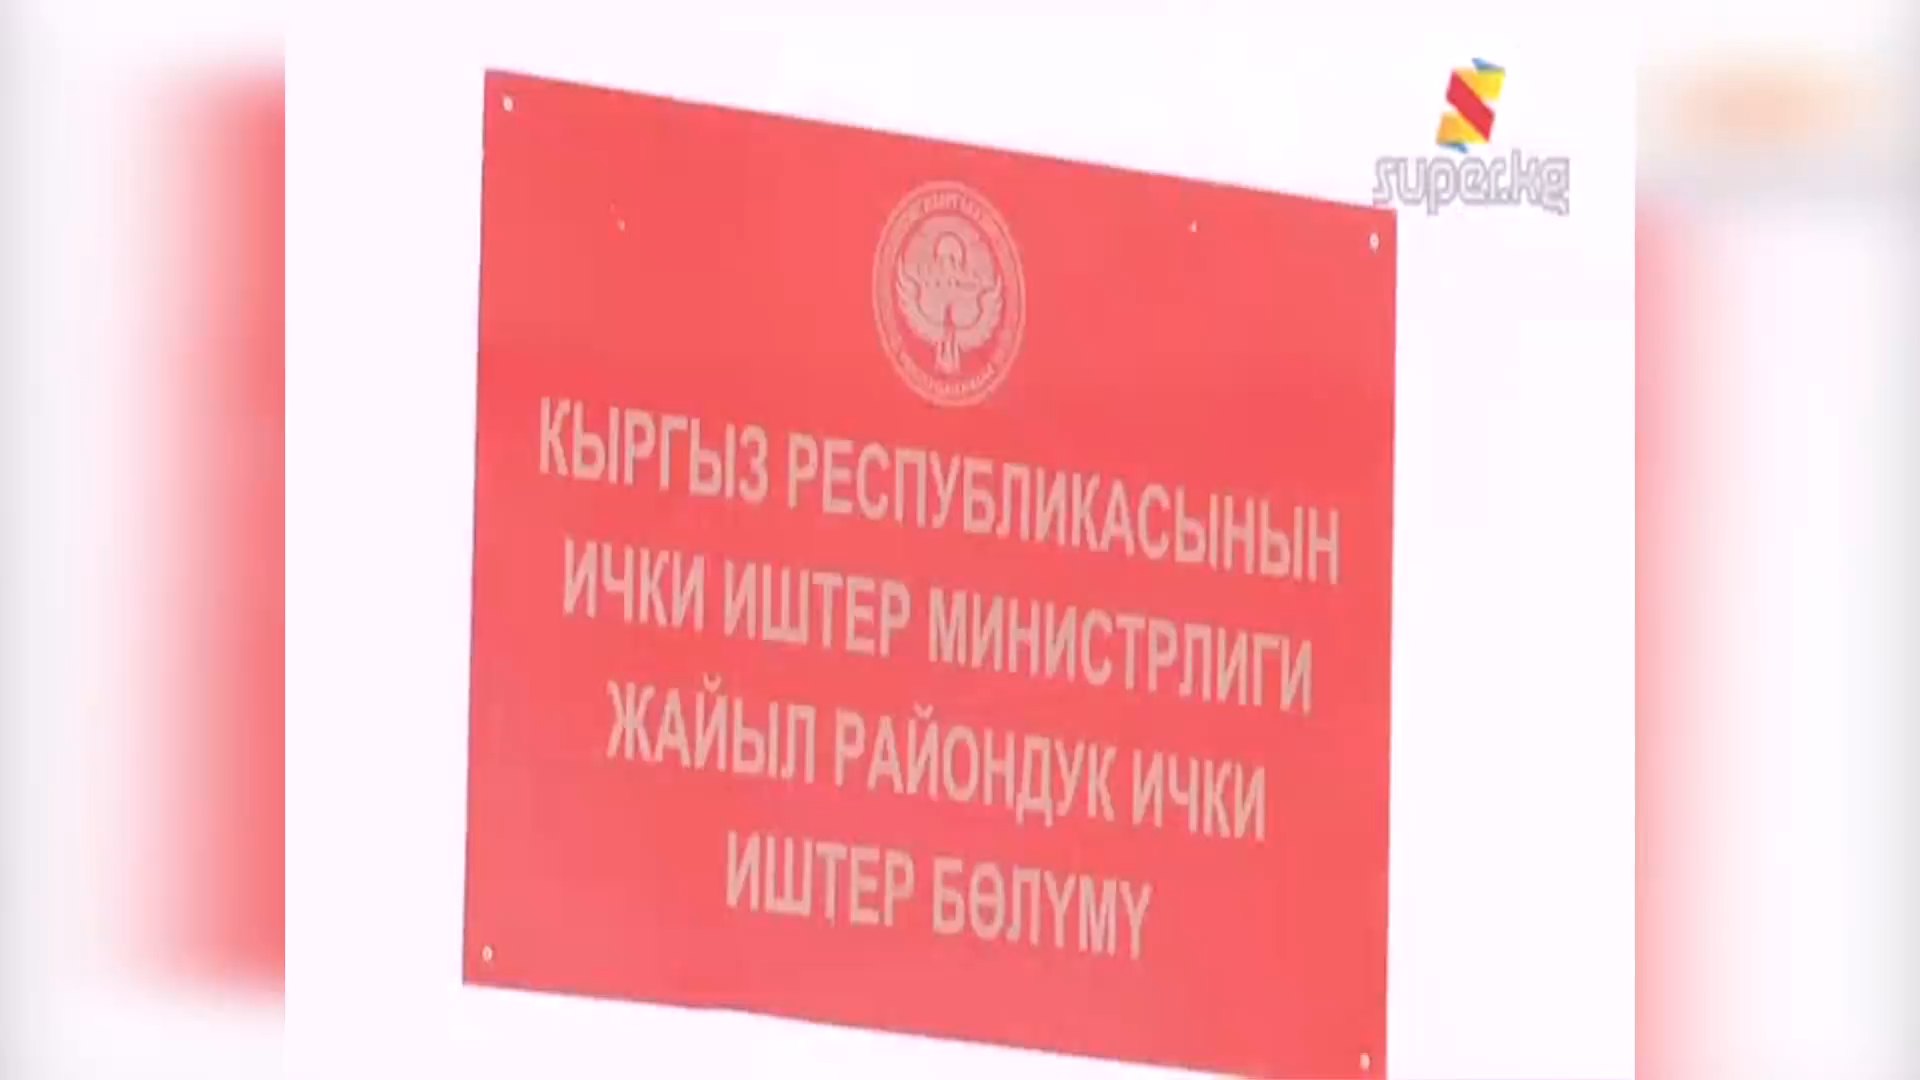 super.kg
КЫРГЫЗ РЕСПУБЛИКАСЫНЫН
ИЧКИ ИШТЕР МИНИСТРЛИГИ
ЖАЙЫЛ РАЙОНДУК ИЧКИ
ИШТЕР БӨЛҮМҮ